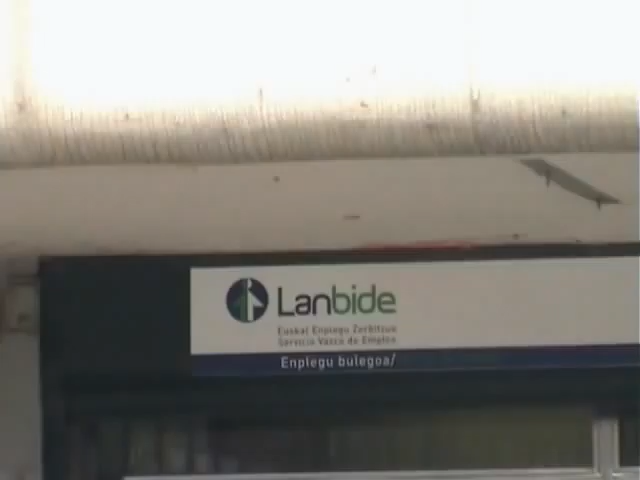 Lanbide
Euskal Enplegu Zerbitzua
Servicio Vasco de Empleo
Enplegu bulegoa/